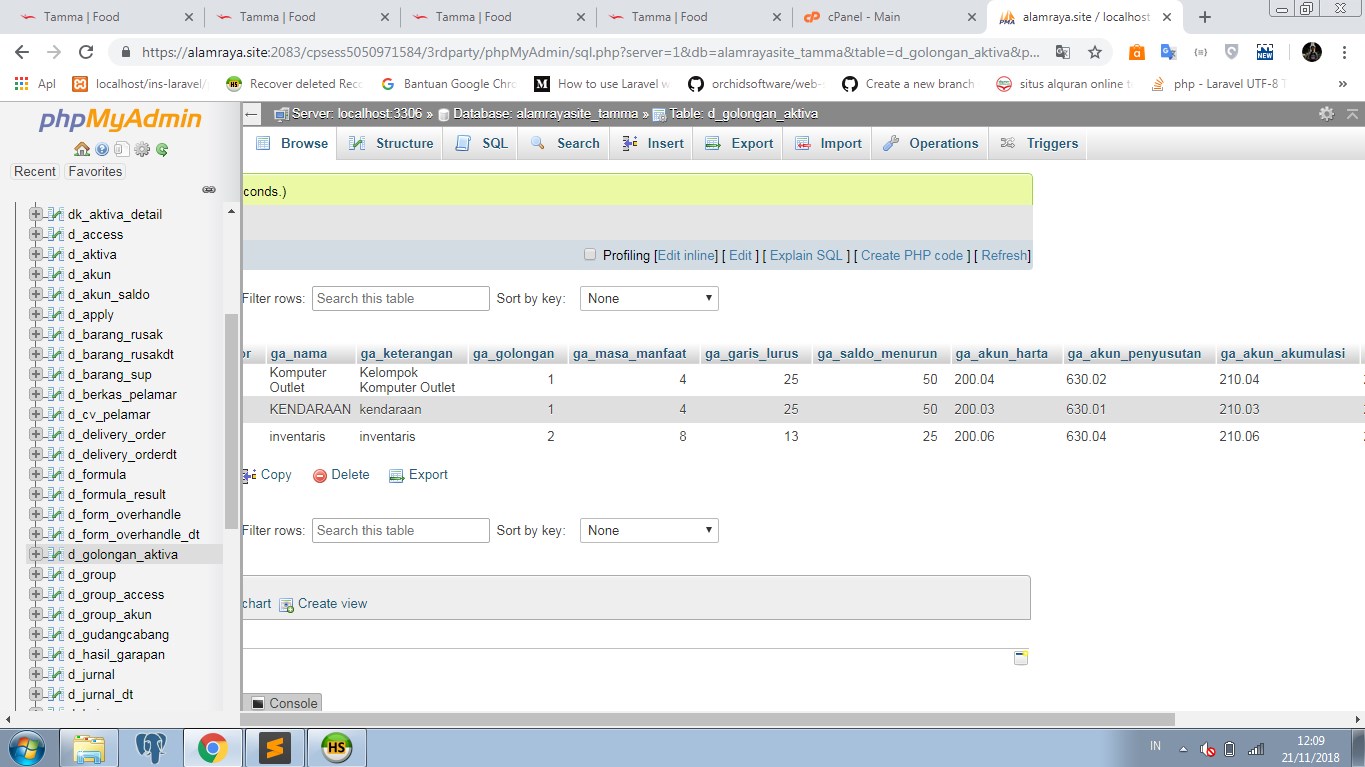 Tamma | Food
Tamma | Food
Tamma | Food
Tamma | Food
cPanel - Main
alamraya.site / localhost
https://alamraya.site:2083/cpsess5050971584/3rdparty/phpMyAdmin/sql.php?server=1&db=alamrayasite_tamma&table=d_golongan_aktiva&p...
NEW
Apl
localhost/ins-laravel/
Recover deleted Reco
Bantuan Google Chro
How to use Laravel w
orchidsoftware/web-
Create a new branch
situs alquran online t
php - Laravel UTF-8 T
»
phpMyAdmin
Recent
Favorites
dk_aktiva_detail
d_access
d_aktiva
d_akun
d_akun_saldo
d_apply
d_barang_rusak
d_barang_rusakdt
d_barang_sup
d_berkas_pelamar
d_cv_pelamar
d_delivery_order
d_delivery_orderdt
d_formula
d_formula_result
d_form_overhandle
d_form_overhandle_dt
d_golongan_aktiva
d_group
d_group_access
d_group_akun
d_gudangcabang
d_hasil_garapan
d_jurnal
d_jurnal_dt
Server: localhost:3306 » Database: alamrayasite_tamma » Table: d_golongan_aktiva
Browse Structure SQL Search Insert Export Import Operations Triggers
conds.)
Profiling [Edit inline] [ Edit ] [ Explain SQL ] [ Create PHP code ] [ Refresh]
Filter rows: Search this table Sort by key: None
or ga_nama ga_keterangan ga_golongan ga_masa_manfaat ga_garis_lurus ga_saldo_menurun ga_akun_harta ga_akun_penyusutan ga_akun_akumulasi
Komputer Outlet Kelompok Komputer Outlet 1 4 25 50 200.04 630.02 210.04
KENDARAAN kendaraan 1 4 25 50 200.03 630.01 210.03
inventaris inventaris 2 8 13 25 200.06 630.04 210.06
Copy Delete Export
Filter rows: Search this table Sort by key: None
chart Create view
Console
HS
IN
12:09
21/11/2018